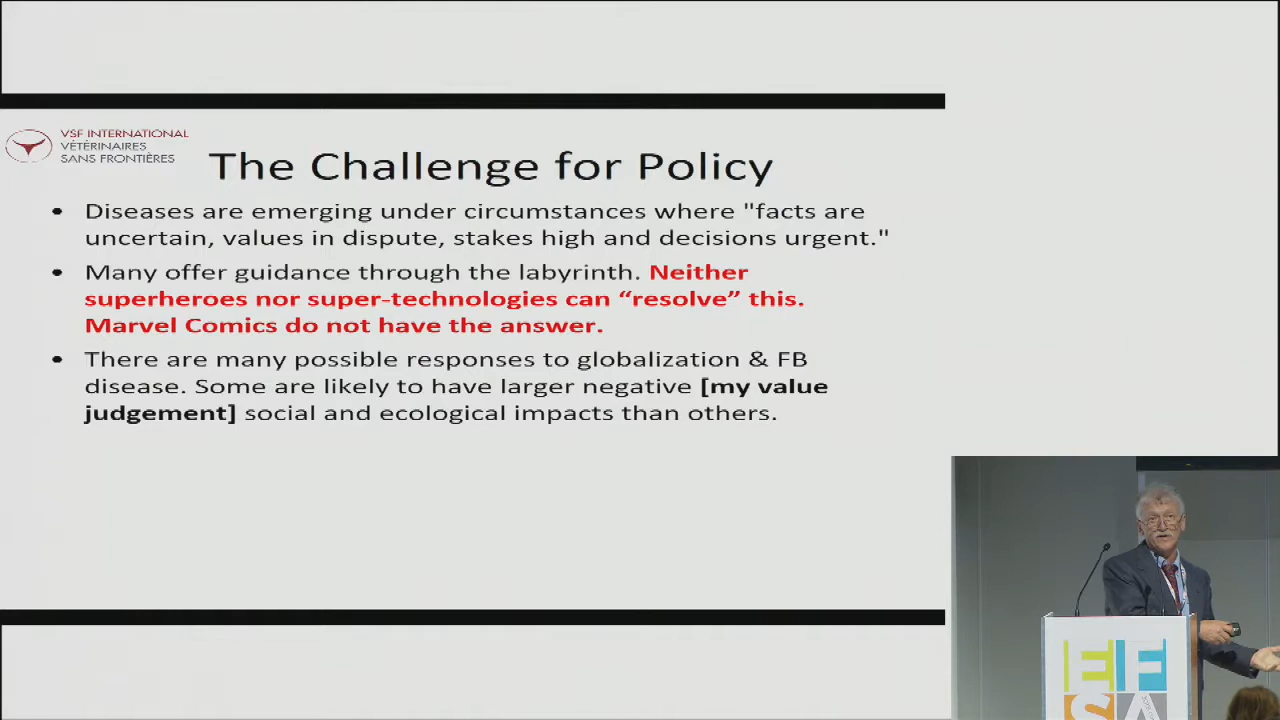 VSF INTERNATIONAL
VÉTÉRINAIRES
SANS FRONTIÈRES
The Challenge for Policy
• Diseases are emerging under circumstances where "facts are
uncertain, values in dispute, stakes high and decisions urgent."
• Many offer guidance through the labyrinth. Neither
superheroes nor super-technologies can “resolve” this.
Marvel Comics do not have the answer.
• There are many possible responses to globalization & FB
disease. Some are likely to have larger negative [my value
judgement] social and ecological impacts than others.
EF
SA